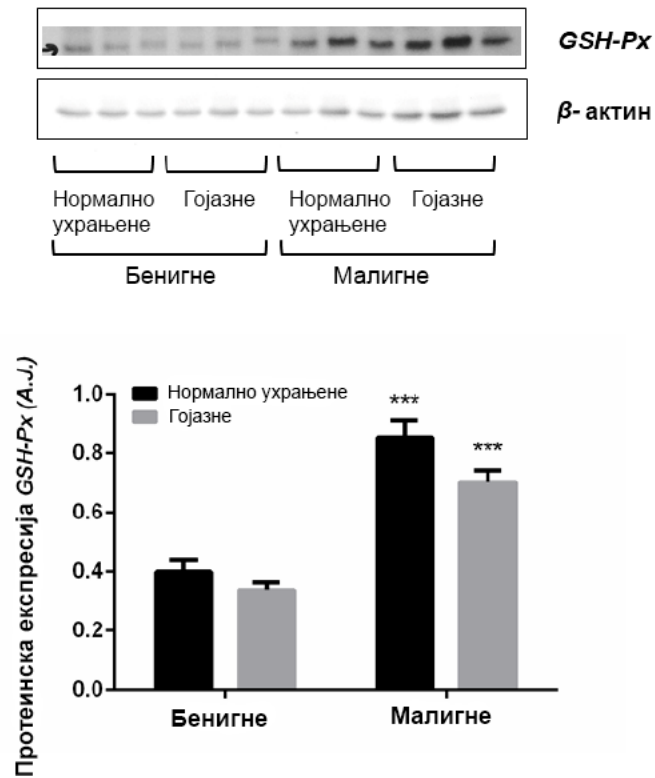 GSH-Px
β- актин
Нормално Гојазне Нормално Гојазне
ухрањене ухрањене
Бенигне Малигне
Протеинска експресија GSH-Px (A.J.)
1.0
0.8
0.6
0.4
0.2
0.0
Нормално ухрањене
Гојазне
***
***
Бенигне Малигне